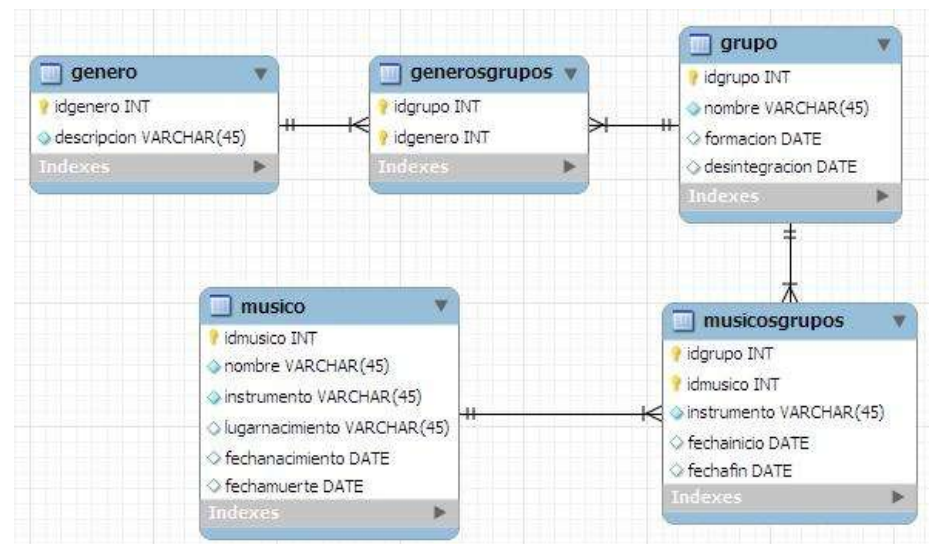 genero
idgenero INT
descripcion VARCHAR(45)
Indexes
generosgrupos
idgrupo INT
idgenero INT
Indexes
grupo
idgrupo INT
nombre VARCHAR(45)
formacion DATE
desintegracion DATE
Indexes
musico
idmusico INT
nombre VARCHAR(45)
instrumento VARCHAR(45)
lugarnacimiento VARCHAR(45)
fechanacimiento DATE
fechamuerte DATE
Indexes
musicosgrupos
idgrupo INT
idmusico INT
instrumento VARCHAR(45)
fechainicio DATE
fechafin DATE
Indexes